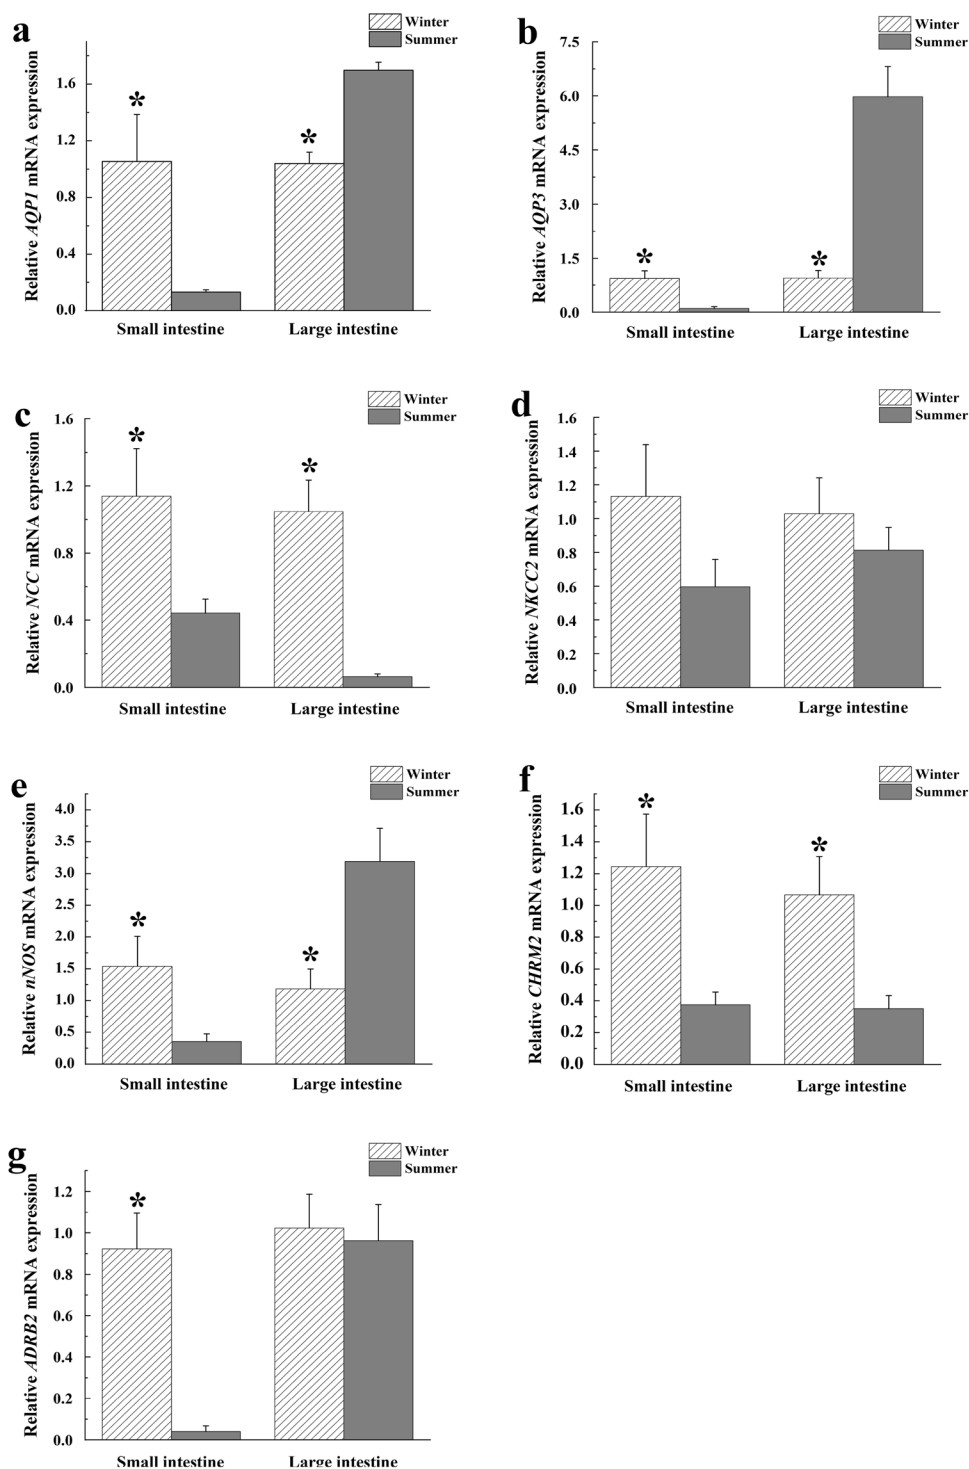 a
Winter
Summer
Relative AQP1 mRNA expression
1.6
1.2
0.8
0.4
0.0
*
*
Small intestine Large intestine
b
Winter
Summer
Relative AQP3 mRNA expression
7.5
6.0
4.5
3.0
1.5
0.0
*
*
Small intestine Large intestine
c
Winter
Summer
Relative NCC mRNA expression
1.6
1.2
0.8
0.4
0.0
*
*
Small intestine Large intestine
d
Winter
Summer
Relative NKCC2 mRNA expression
1.6
1.4
1.2
1.0
0.8
0.6
0.4
0.2
0.0
Small intestine Large intestine
e
Winter
Summer
Relative nNOS mRNA expression
4.0
3.5
3.0
2.5
2.0
1.5
1.0
0.5
0.0
*
*
Small intestine Large intestine
f
Winter
Summer
Relative CHRM2 mRNA expression
1.6
1.4
1.2
1.0
0.8
0.6
0.4
0.2
0.0
*
*
Small intestine Large intestine
g
Winter
Summer
Relative ADRB2 mRNA expression
1.2
1.0
0.8
0.6
0.4
0.2
0.0
*
Small intestine Large intestine